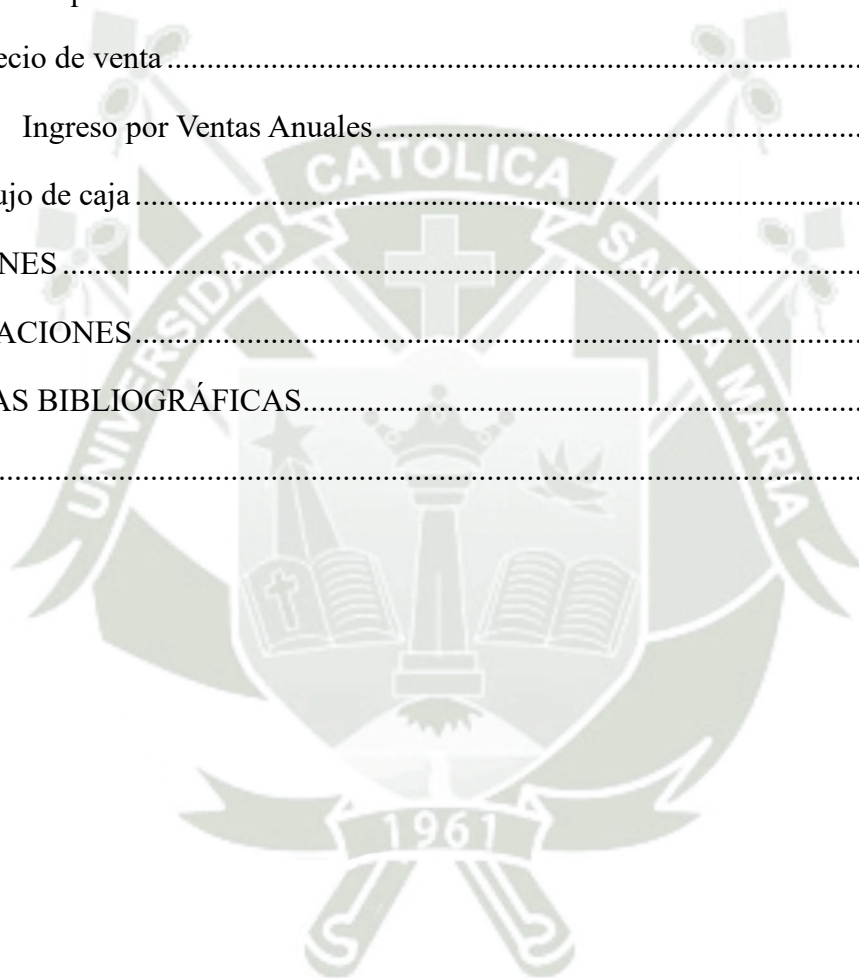 ecio de venta
Ingreso por Ventas Anuales
ujo de caja
NES
ACIONES
AS BIBLIOGRÁFICAS
UNIVERSIDAD CATOLICA SANTA MARIA
1961